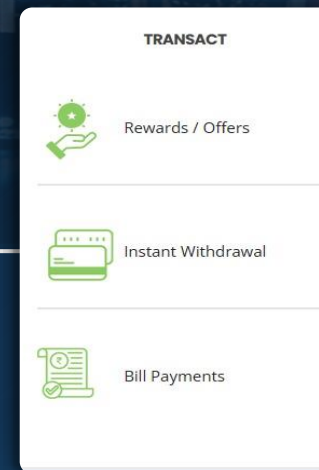 TRANSACT
Rewards / Offers
Instant Withdrawal
₹
Bill Payments